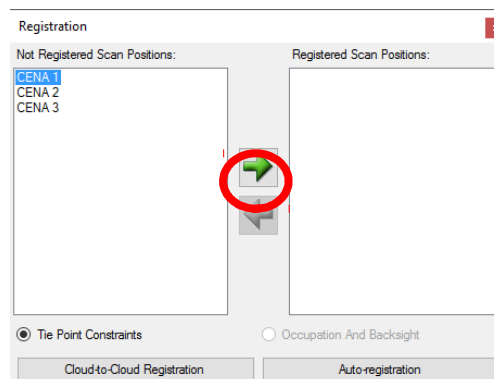 Registration
Not Registered Scan Positions:
Registered Scan Positions:
CENA 1
CENA 2
CENA 3
Tie Point Constraints
Occupation And Backsight
Cloud-to-Cloud Registration
Auto-registration